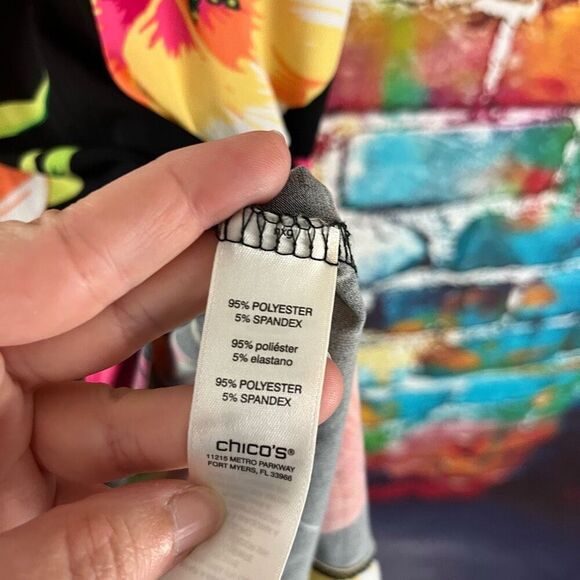 95% POLYESTER
5% SPANDEX
95% poliéster
5% elastano
95% POLYESTER
5% SPANDEX
chico's®
11215 METRO PARKWAY
FORT MYERS, FL 33966